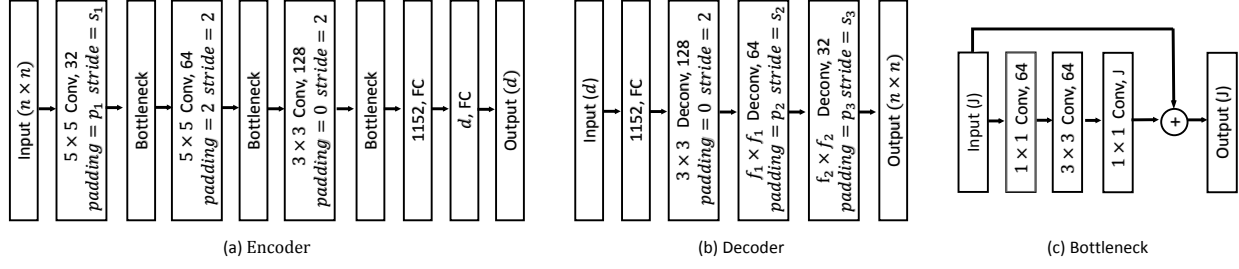 Input (n × n)
5 × 5 Conv, 32
padding = p₁ stride = s₁
Bottleneck
5 × 5 Conv, 64
padding = 2 stride = 2
Bottleneck
3 × 3 Conv, 128
padding = 0 stride = 2
Bottleneck
1152, FC
d, FC
Output (d)
(a) Encoder
Input (d)
1152, FC
3 × 3 Deconv, 128
padding = 0 stride = 2
f₁ × f₁ Deconv, 64
padding = p₂ stride = s₂
f₂ × f₂ Deconv, 32
padding = p₃ stride = s₃
Output (n × n)
(b) Decoder
Input (J)
1 × 1 Conv, 64
3 × 3 Conv, 64
1 × 1 Conv, J
+
Output (J)
(c) Bottleneck